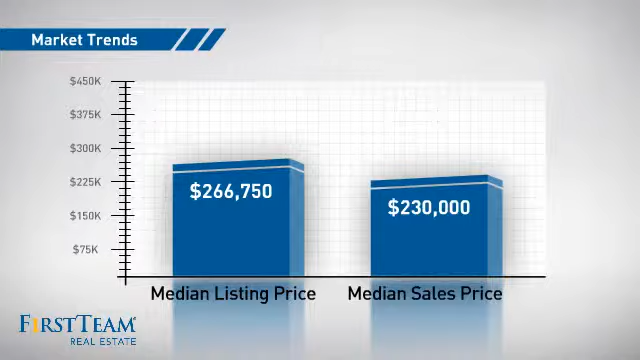 Market Trends
$450K
$375K
$300K
$225K
$150K
$75K
$266,750
$230,000
Median Listing Price
Median Sales Price
FIRSTTEAM®
REAL ESTATE